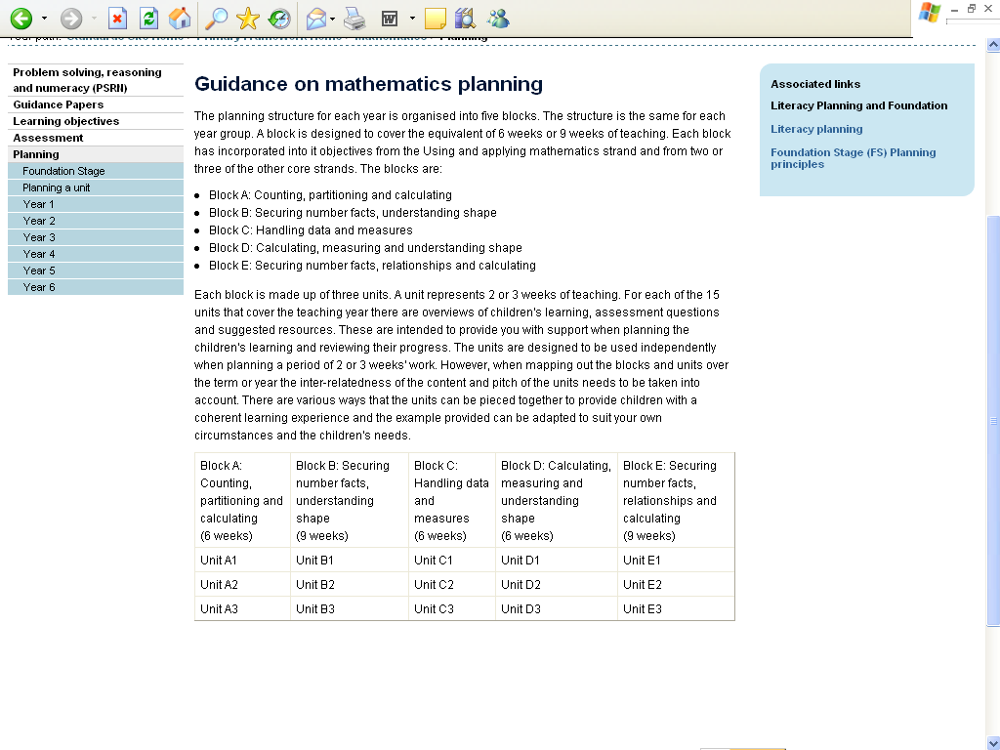 Problem solving, reasoning
and numeracy (PSRN)
Guidance Papers
Learning objectives
Assessment
Planning
Foundation Stage
Planning a unit
Year 1
Year 2
Year 3
Year 4
Year 5
Year 6
Guidance on mathematics planning
The planning structure for each year is organised into five blocks. The structure is the same for each
year group. A block is designed to cover the equivalent of 6 weeks or 9 weeks of teaching. Each block
has incorporated into it objectives from the Using and applying mathematics strand and from two or
three of the other core strands. The blocks are:
Block A: Counting, partitioning and calculating
Block B: Securing number facts, understanding shape
Block C: Handling data and measures
Block D: Calculating, measuring and understanding shape
Block E: Securing number facts, relationships and calculating
Each block is made up of three units. A unit represents 2 or 3 weeks of teaching. For each of the 15
units that cover the teaching year there are overviews of children's learning, assessment questions
and suggested resources. These are intended to provide you with support when planning the
children's learning and reviewing their progress. The units are designed to be used independently
when planning a period of 2 or 3 weeks' work. However, when mapping out the blocks and units over
the term or year the inter-relatedness of the content and pitch of the units needs to be taken into
account. There are various ways that the units can be pieced together to provide children with a
coherent learning experience and the example provided can be adapted to suit your own
circumstances and the children's needs.
Block A:
Counting,
partitioning and
calculating
(6 weeks)
Block B: Securing
number facts,
understanding
shape
(9 weeks)
Block C:
Handling data
and
measures
(6 weeks)
Block D: Calculating,
measuring and
understanding
shape
(6 weeks)
Block E: Securing
number facts,
relationships and
calculating
(9 weeks)
Unit A1 Unit B1 Unit C1 Unit D1 Unit E1
Unit A2 Unit B2 Unit C2 Unit D2 Unit E2
Unit A3 Unit B3 Unit C3 Unit D3 Unit E3
Associated links
Literacy Planning and Foundation
Literacy planning
Foundation Stage (FS) Planning
principles